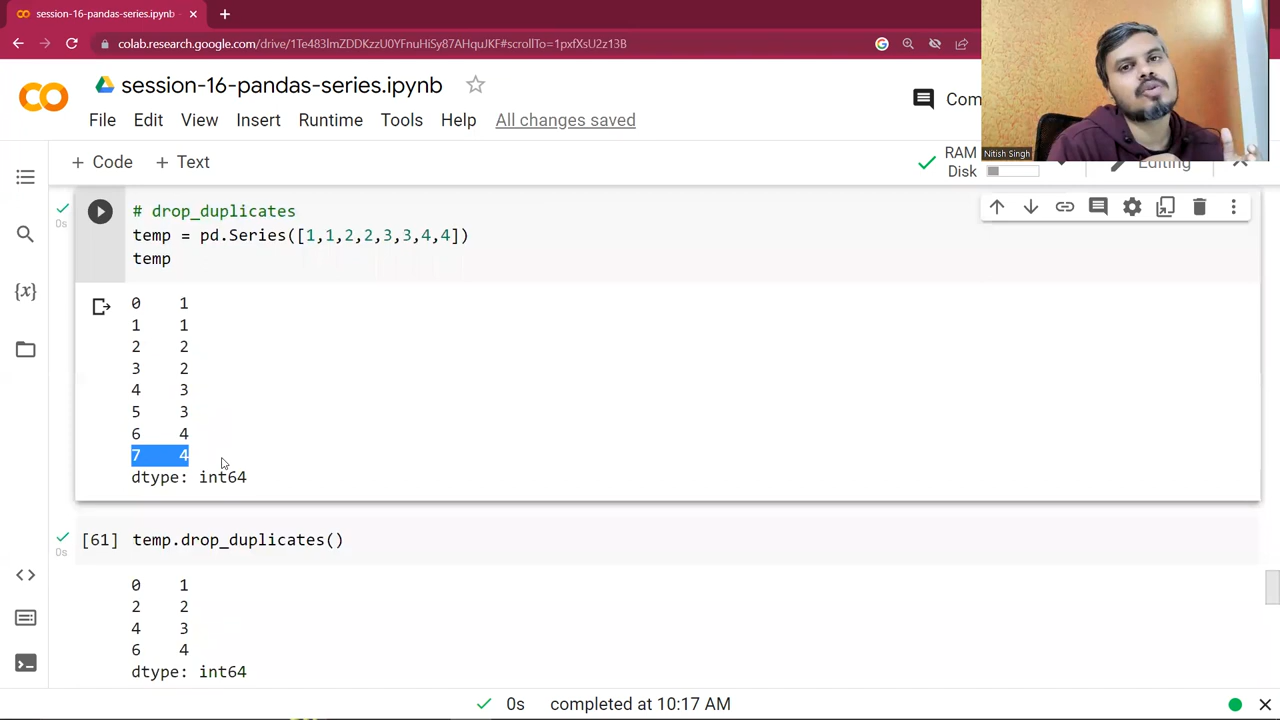 session-16-pandas-series.ipynb
colab.research.google.com/drive/1Te483lmZDDKzzU0YFnuHiSy87AHquJKF#scrollTo=1pxfXsU2z13B
session-16-pandas-series.ipynb
File Edit View Insert Runtime Tools Help All changes saved
Com
Nitish Singh
+ Code + Text
RAM
Disk
Editing
0s
# drop_duplicates
temp = pd.Series([1,1,2,2,3,3,4,4])
temp
0 1
1 1
2 2
3 2
4 3
5 3
6 4
7 4
dtype: int64
0s
[61] temp.drop_duplicates()
0 1
2 2
4 3
6 4
dtype: int64
0s completed at 10:17 AM